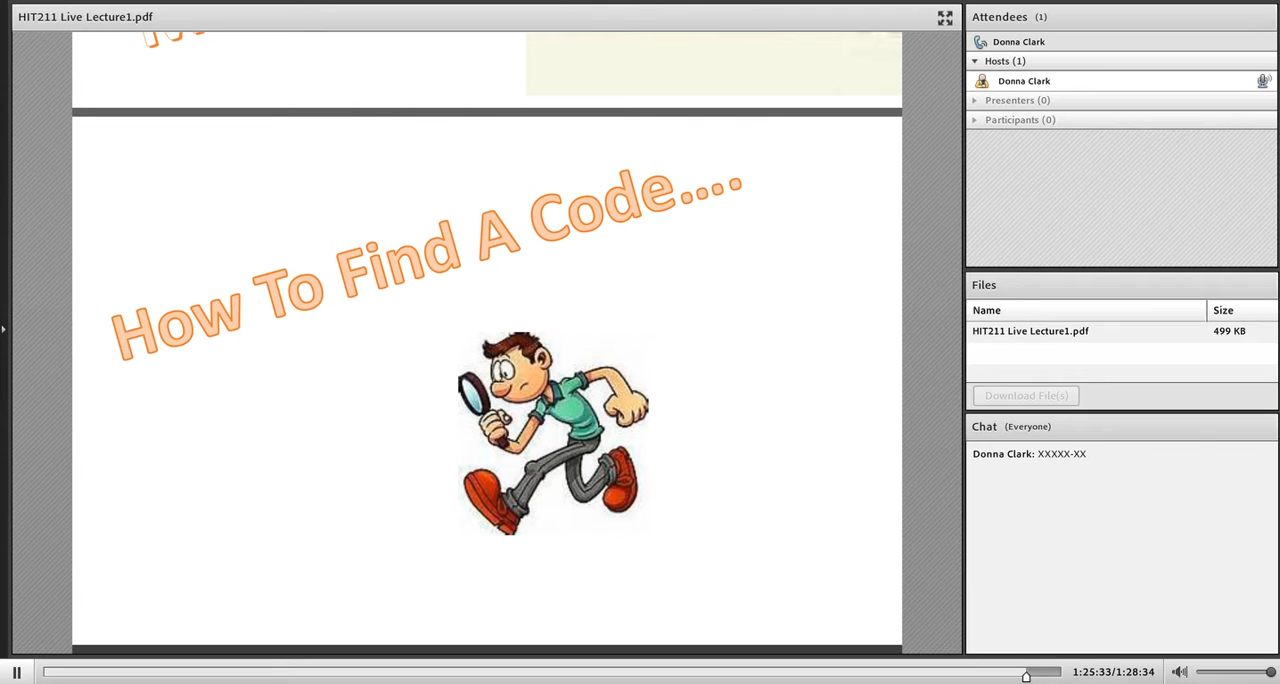 HIT211 Live Lecture1.pdf
How To Find A Code.....
Attendees (1)
Donna Clark
Hosts (1)
Donna Clark
Presenters (0)
Participants (0)
Files
Name Size
HIT211 Live Lecture1.pdf 499 KB
Download File(s)
Chat (Everyone)
Donna Clark: XXXXX-XX
1:25:33/1:28:34